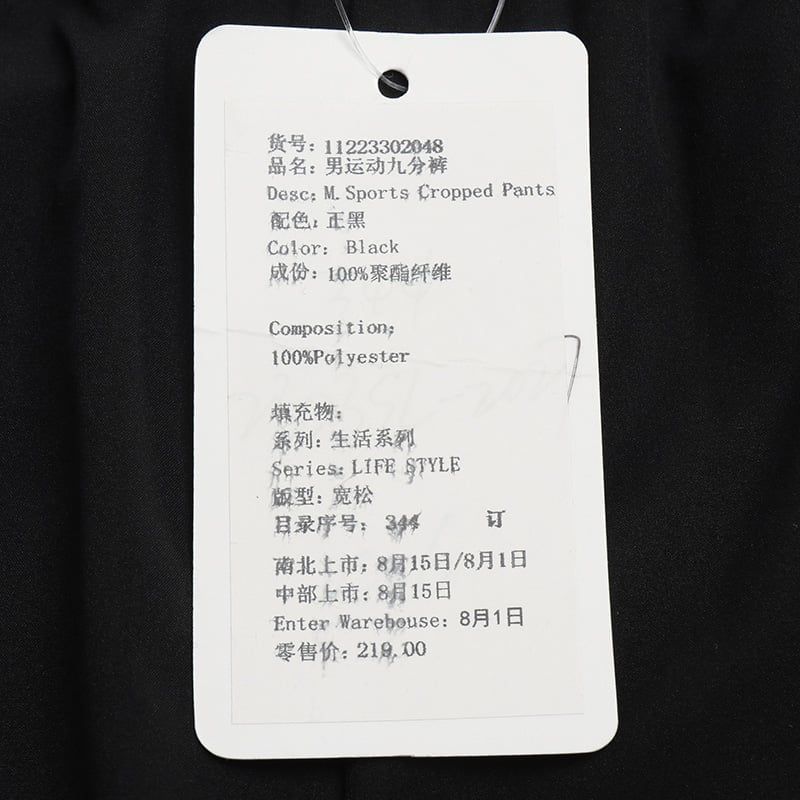 货号: 11223302048
品名: 男运动九分裤
Desc: M. Sports Cropped Pants
配色: 正黑
Color: Black
成份: 100%聚酯纤维
Composition:
100%Polyester
填充物:
系列: 生活系列
Series: LIFE STYLE
版型: 宽松
目录序号: 344 订
南北上市: 8月15日/8月1日
中部上市: 8月15日
Enter Warebouse: 8月1日
零售价: 219.00